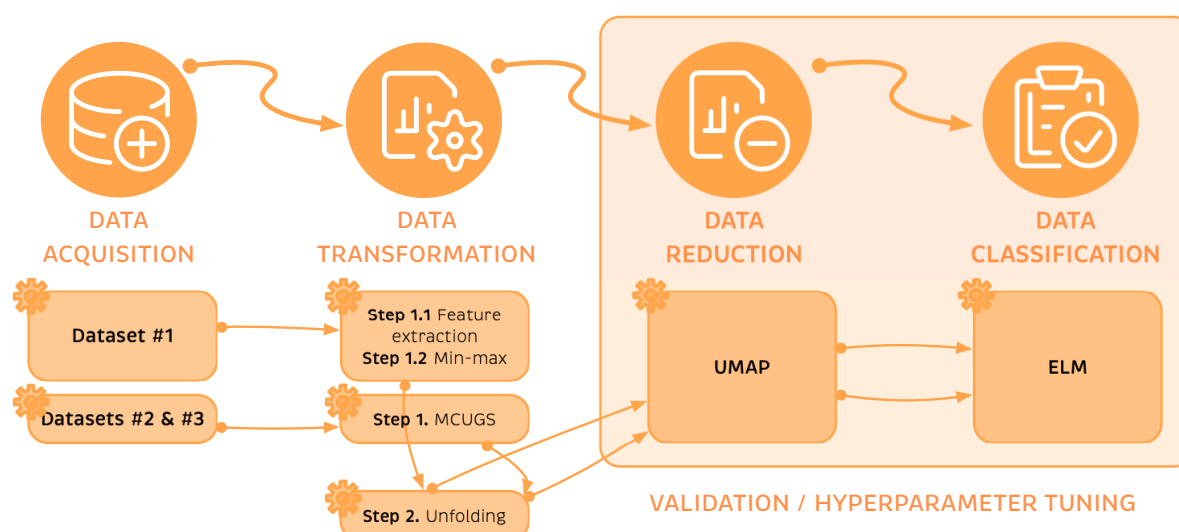 DATA
ACQUISITION
DATA
TRANSFORMATION
DATA
REDUCTION
DATA
CLASSIFICATION
Dataset #1
Step 1.1 Feature
extraction
Step 1.2 Min-max
UMAP
ELM
Datasets #2 & #3
Step 1. MCUGS
Step 2. Unfolding
VALIDATION / HYPERPARAMETER TUNING